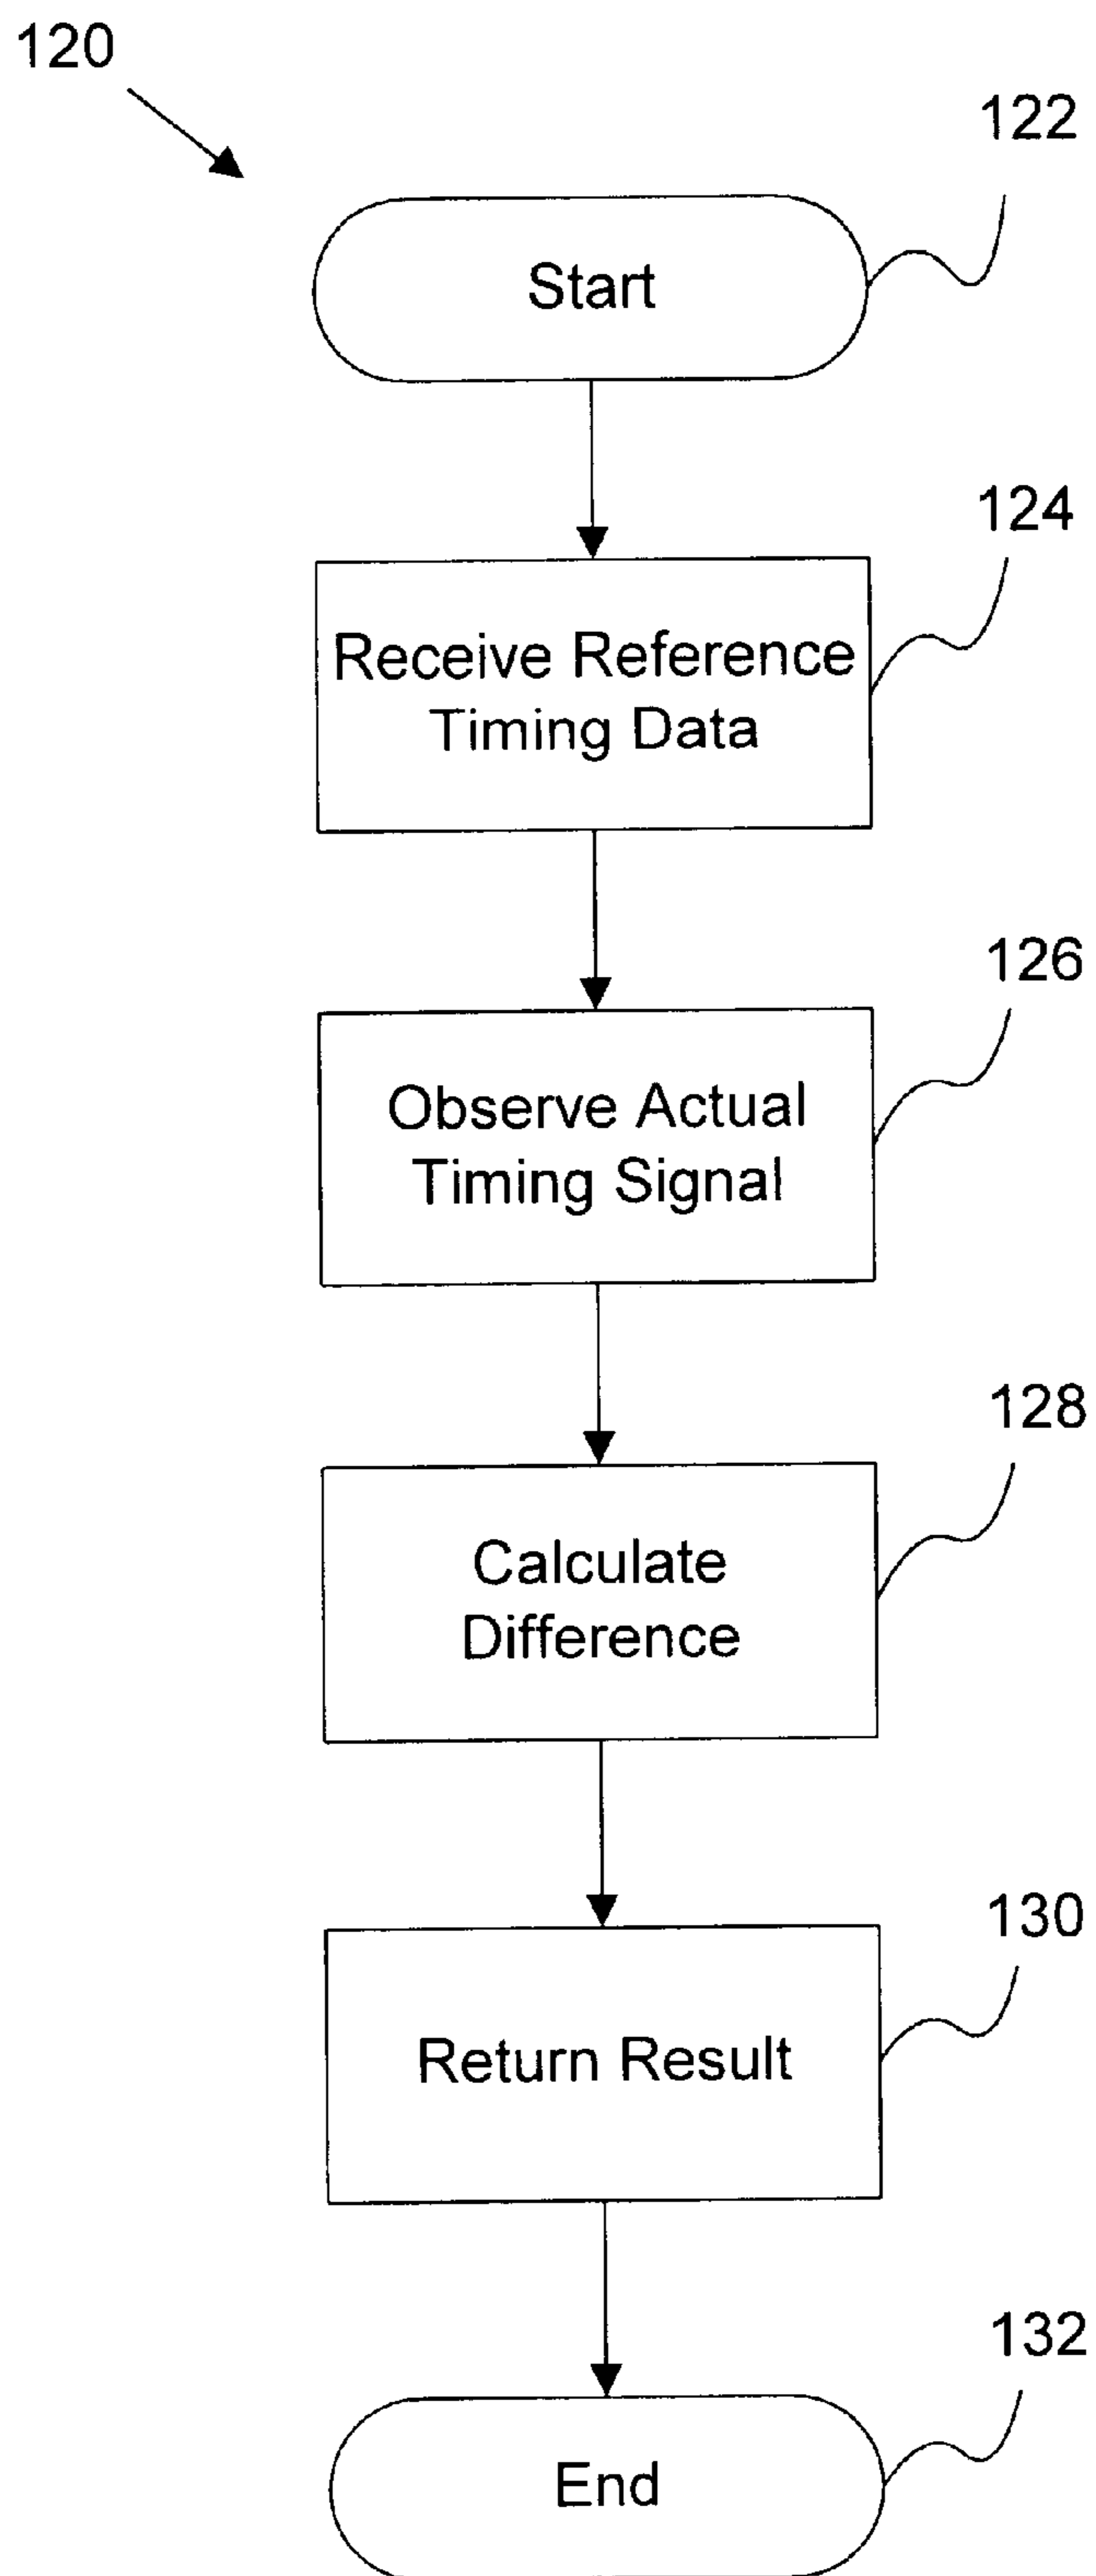 120
122
Start
124
Receive Reference
Timing Data
126
Observe Actual
Timing Signal
128
Calculate
Difference
130
Return Result
132
End